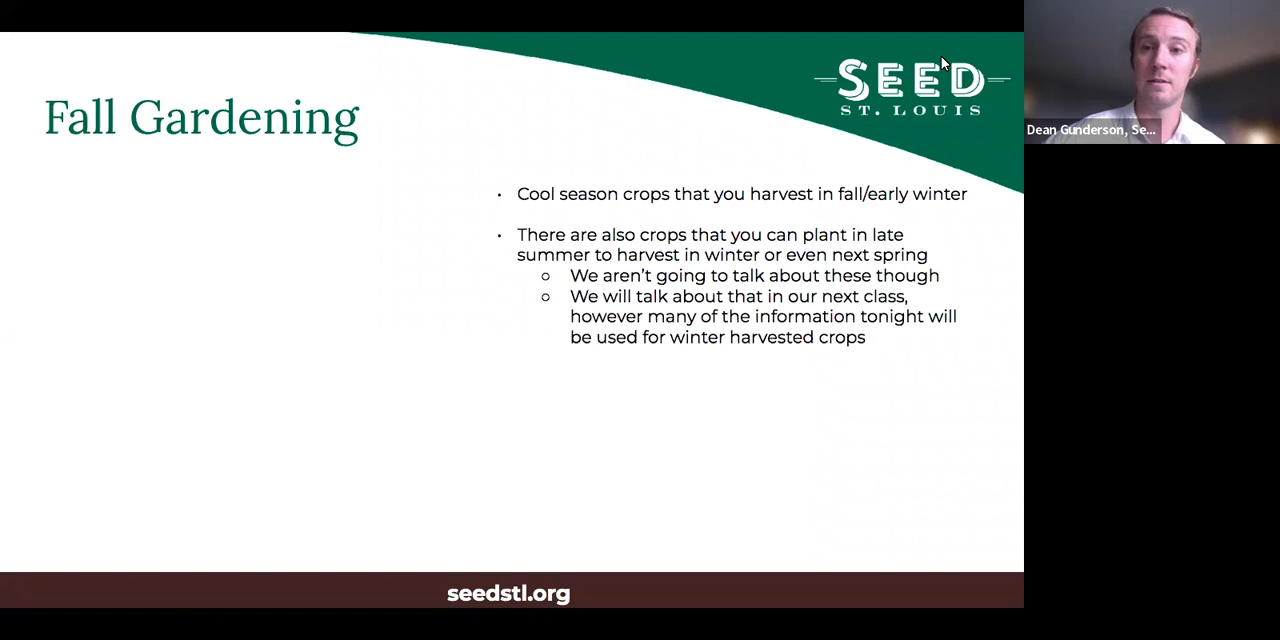 Fall Gardening
SEED
ST. LOUIS
Dean Gunderson, Se...
• Cool season crops that you harvest in fall/early winter
• There are also crops that you can plant in late
summer to harvest in winter or even next spring
○ We aren't going to talk about these though
○ We will talk about that in our next class,
however many of the information tonight will
be used for winter harvested crops
seedstl.org